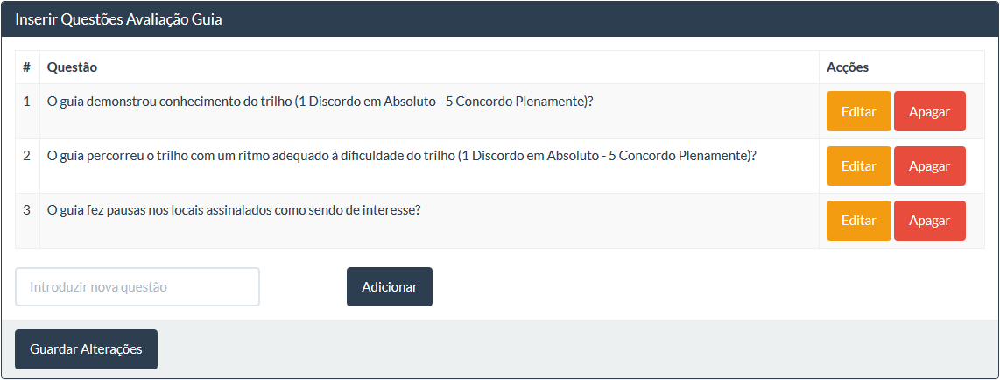 Inserir Questões Avaliação Guia
# Questão Acções
1 O guia demonstrou conhecimento do trilho (1 Discordo em Absoluto - 5 Concordo Plenamente)? Editar Apagar
2 O guia percorreu o trilho com um ritmo adequado à dificuldade do trilho (1 Discordo em Absoluto - 5 Concordo Plenamente)? Editar Apagar
3 O guia fez pausas nos locais assinalados como sendo de interesse? Editar Apagar
Introduzir nova questão Adicionar
Guardar Alterações